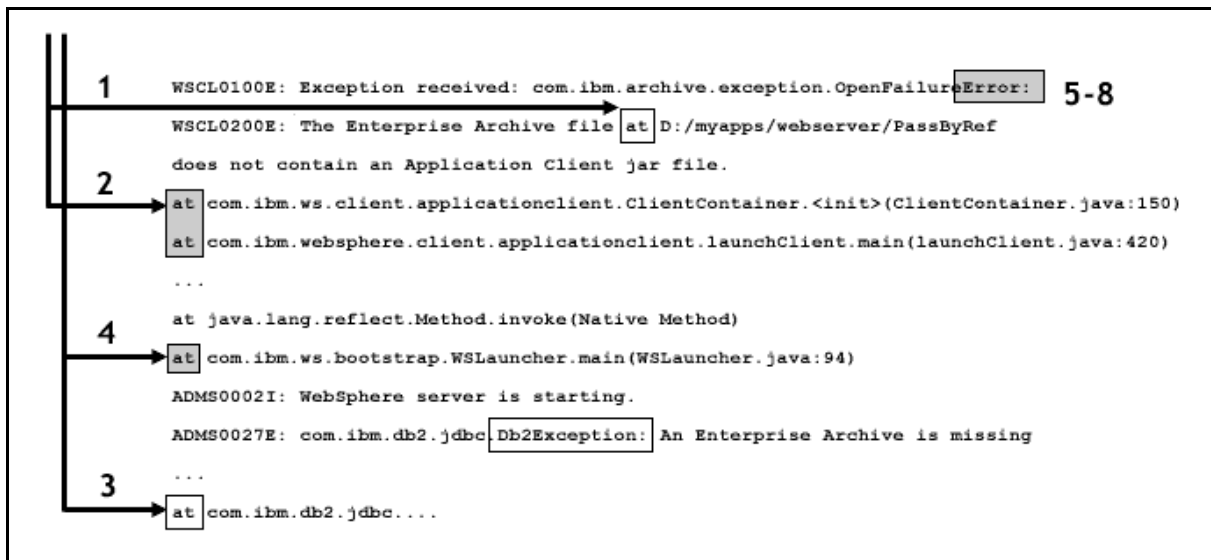 1
WSCL0100E: Exception received: com.ibm.archive.exception.OpenFailureError:
5-8
WSCL0200E: The Enterprise Archive file at D:/myapps/webserver/PassByRef
does not contain an Application Client jar file.
2
at com.ibm.ws.client.applicationclient.ClientContainer.<init>(ClientContainer.java:150)
at com.ibm.websphere.client.applicationclient.launchClient.main(launchClient.java:420)
...
at java.lang.reflect.Method.invoke(Native Method)
4
at com.ibm.ws.bootstrap.WSLauncher.main(WSLauncher.java:94)
ADMS0002I: WebSphere server is starting.
ADMS0027E: com.ibm.db2.jdbc.Db2Exception: An Enterprise Archive is missing
...
3
at com.ibm.db2.jdbc....